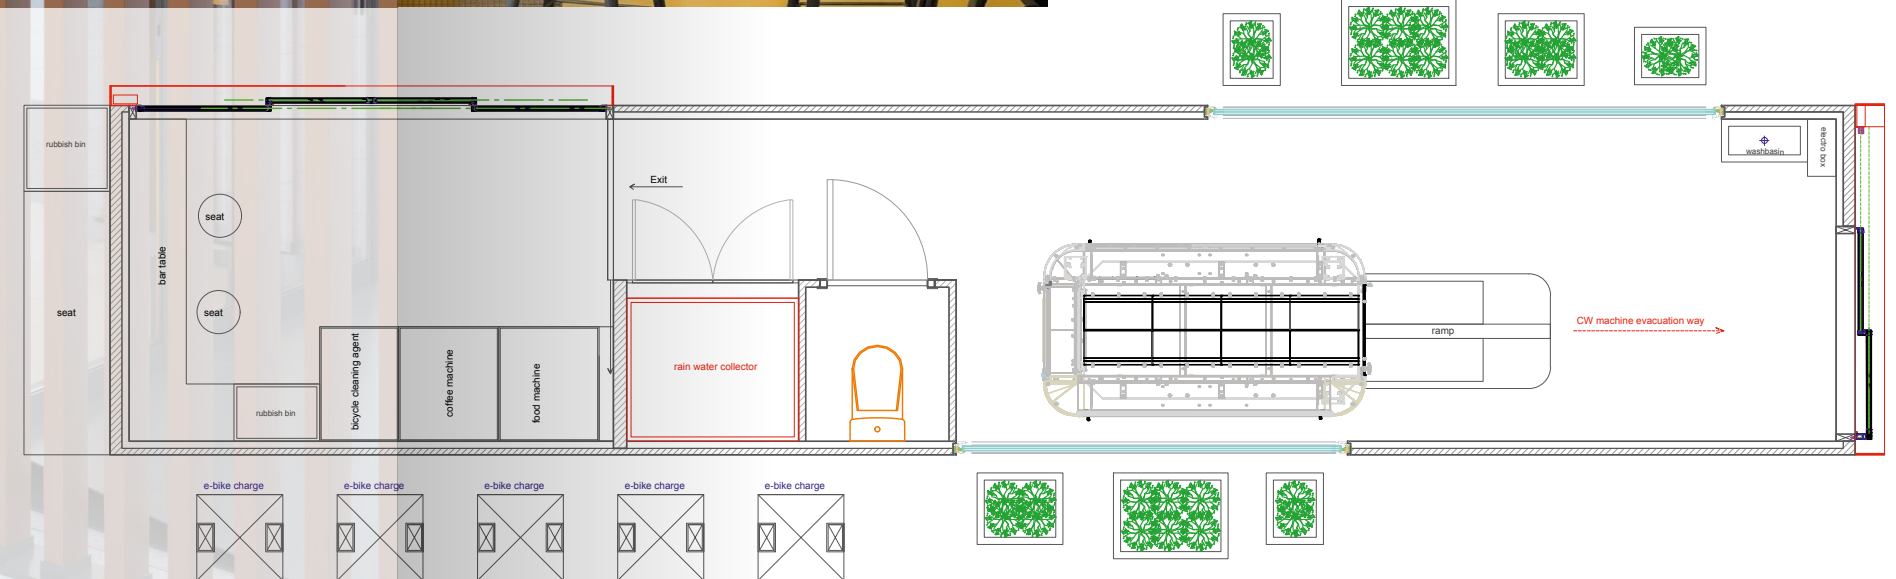 rubbish bin
seat
bar table
seat
seat
rubbish bin
bicycle cleaning agent
coffee machine
food machine
Exit
rain water collector
ramp
CW machine evacuation way
washbasin
electro box
e-bike charge
e-bike charge
e-bike charge
e-bike charge
e-bike charge